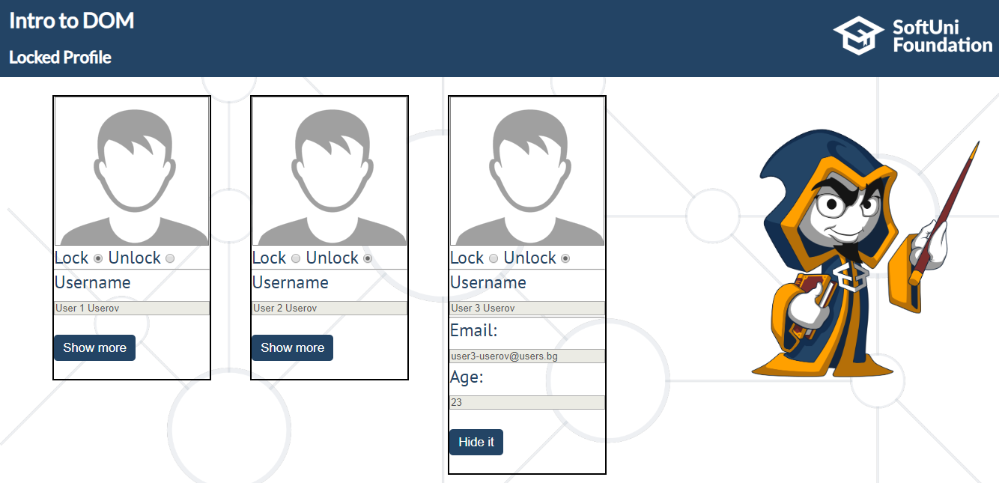 Intro to DOM
Locked Profile
SoftUni
Foundation
Lock Unlock
Username
User 1 Userov
Show more
Lock Unlock
Username
User 2 Userov
Show more
Lock Unlock
Username
User 3 Userov
Email:
user3-userov@users.bg
Age:
23
Hide it